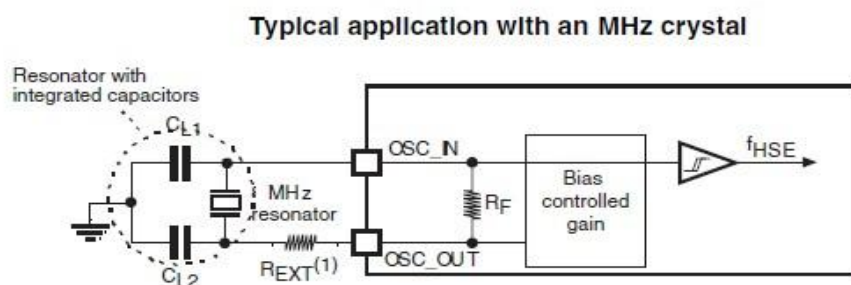 Typical application with an MHz crystal
Resonator with
integrated capacitors
CL1
OSC_IN
fHSE
MHz
resonator
RF
Bias
controlled
gain
CL2
REXT(1)
OSC_OUT